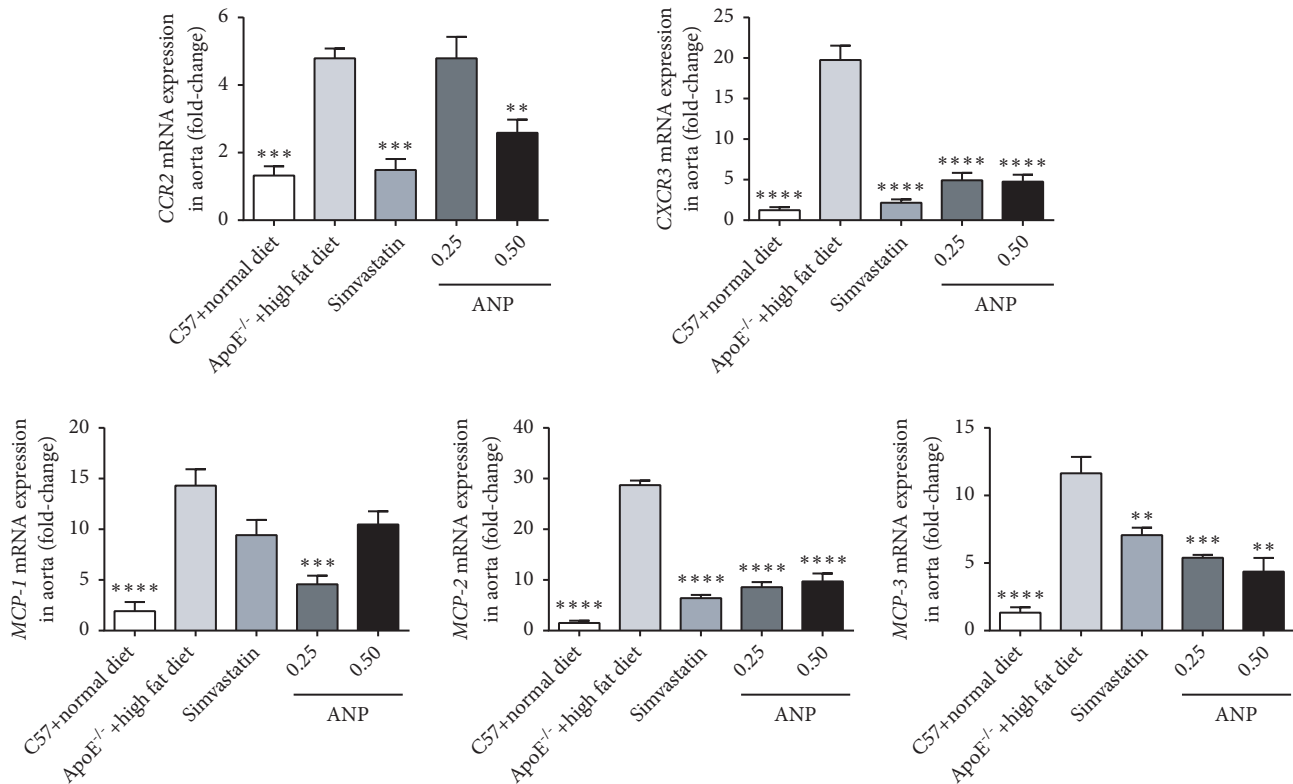 CCR2 mRNA expression
in aorta (fold-change)
6
4
2
0
***
***
**
C57+normal diet
ApoE-/- +high fat diet
Simvastatin
0.25
0.50
ANP
CXCR3 mRNA expression
in aorta (fold-change)
25
20
15
10
5
0
****
****
****
****
C57+normal diet
ApoE-/- +high fat diet
Simvastatin
0.25
0.50
ANP
MCP-1 mRNA expression
in aorta (fold-change)
20
15
10
5
0
****
***
C57+normal diet
ApoE-/- +high fat diet
Simvastatin
0.25
0.50
ANP
MCP-2 mRNA expression
in aorta (fold-change)
40
30
20
10
0
****
****
****
****
C57+normal diet
ApoE-/- +high fat diet
Simvastatin
0.25
0.50
ANP
MCP-3 mRNA expression
in aorta (fold-change)
15
10
5
0
****
**
***
**
C57+normal diet
ApoE-/- +high fat diet
Simvastatin
0.25
0.50
ANP